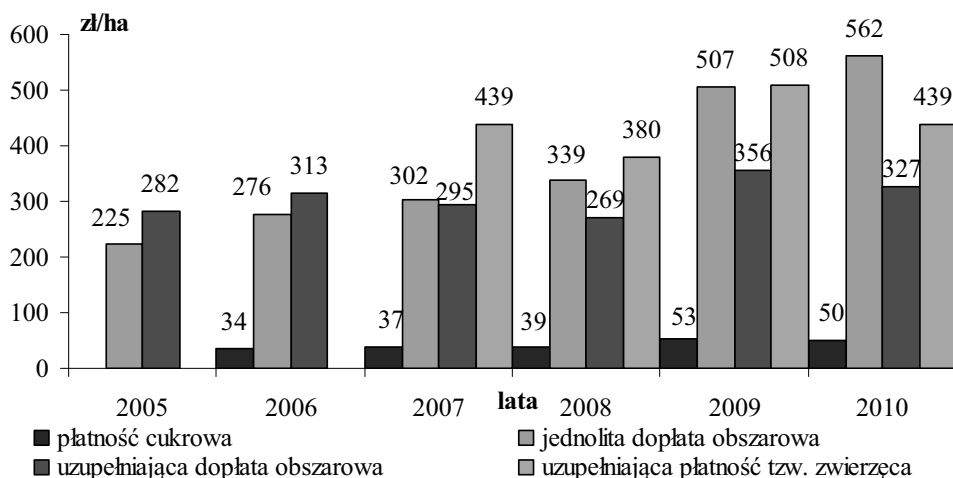 zł/ha
600
500
400
300
200
100
0
225 282
34 276 313
37 302 295 439
39 339 269 380
53 507 356 508
50 562 327 439
2005 2006 2007 2008 2009 2010
lata
płatność cukrowa jednolita dopłata obszarowa
uzupełniająca dopłata obszarowa uzupełniająca płatność tzw. zwierzęca